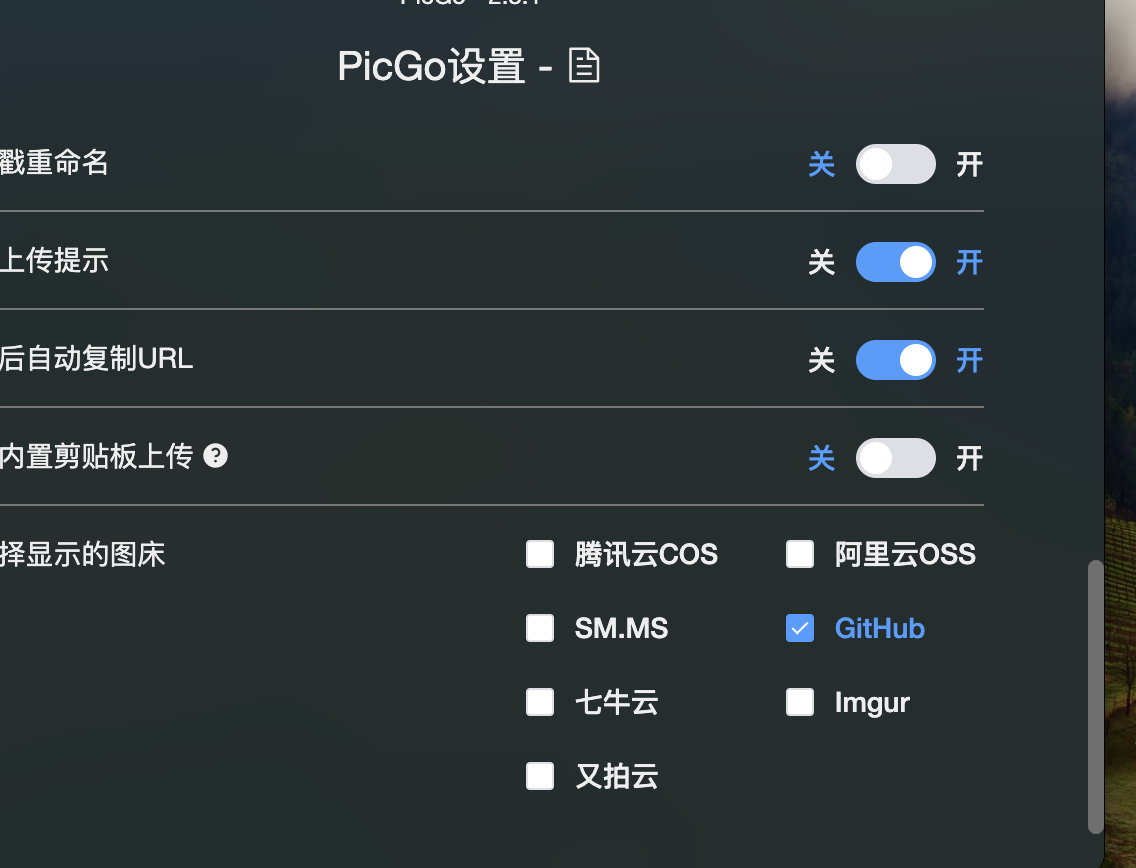 PicGo设置 -
戳重命名 关 开
上传提示 关 开
后自动复制URL 关 开
内置剪贴板上传 ? 关 开
择显示的图床 腾讯云COS 阿里云OSS
SM.MS GitHub
七牛云 Imgur
又拍云